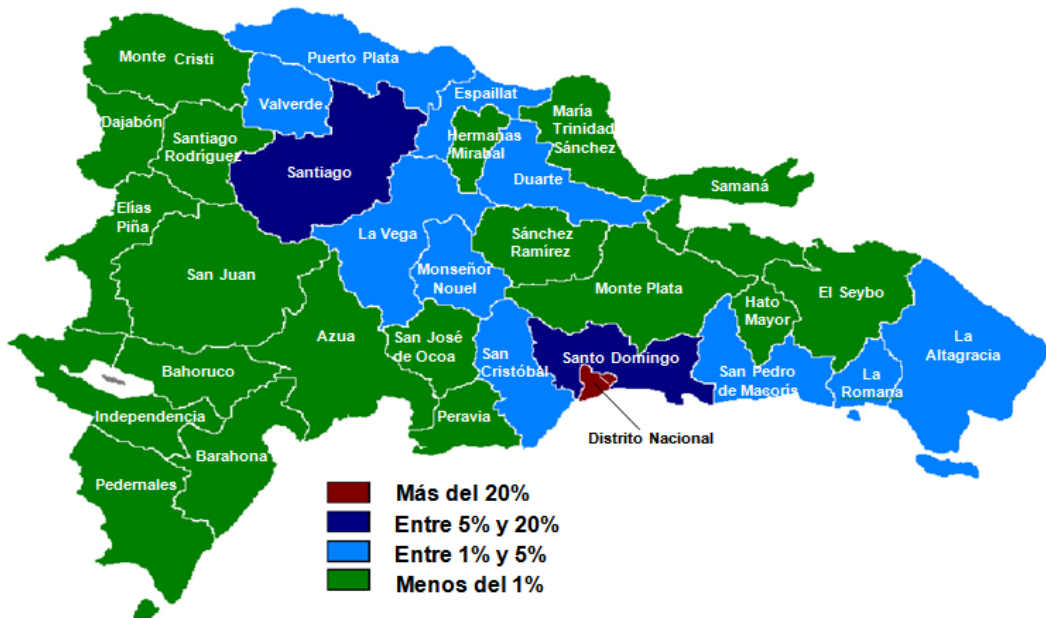 Puerto Plata
Monte Cristi
Espaillat
Valverde
María
Trinidad
Sánchez
Dajabón
Hermanas
Mirabal
Santiago
Rodríguez
Santiago
Duarte
Samaná
Elías
Piña
La Vega
Sánchez
Ramírez
San Juan
Monseñor
Nouel
Monte Plata
El Seybo
Hato
Mayor
Azua
San José
de Ocoa
La
Altagracia
San
Cristóbal
Santo Domingo
Bahoruco
San Pedro
de Macorís
La
Romana
Independencia
Peravia
Distrito Nacional
Barahona
Pedernales
Más del 20%
Entre 5% y 20%
Entre 1% y 5%
Menos del 1%